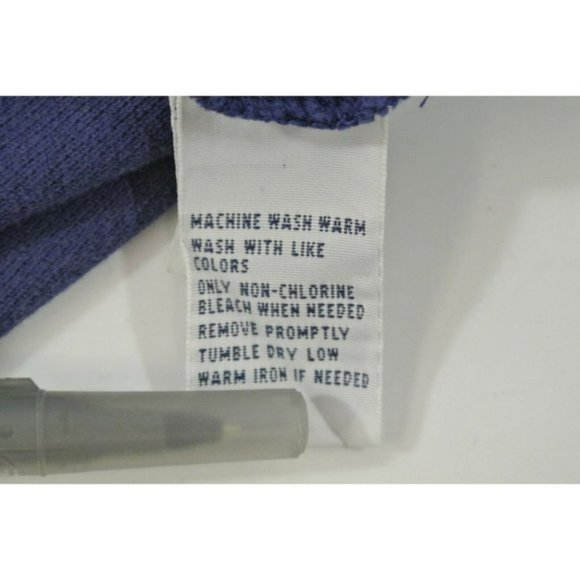 MACHINE WASH WARM
WASH WITH LIKE
COLORS
ONLY NON-CHLORINE
BLEACH WHEN NEEDED
REMOVE PROMPTLY
TUMBLE DRY LOW
WARM IRON IF NEEDED